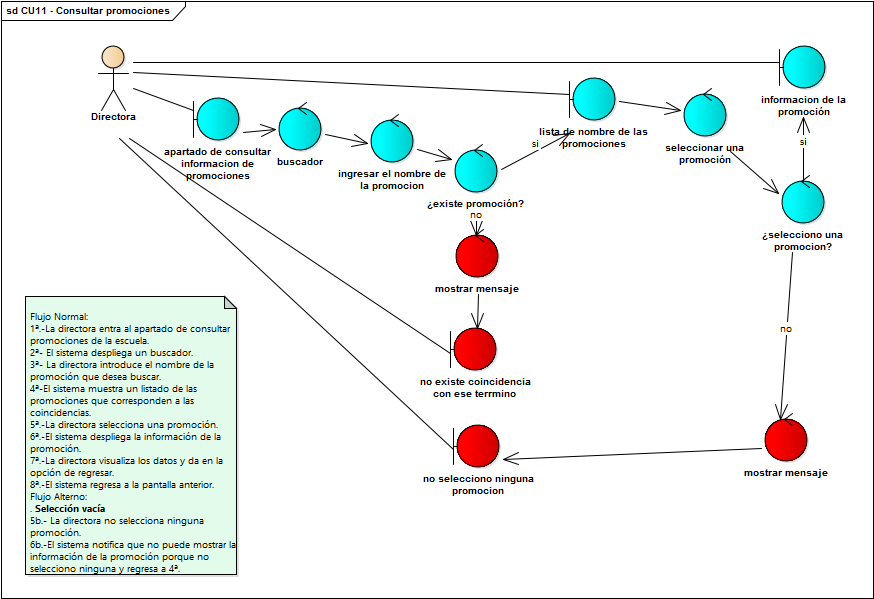 sd CU11 - Consultar promociones
Directora
apartado de consultar
informacion de
promociones
buscador
ingresar el nombre de
la promocion
¿existe promoción?
si
no
lista de nombre de las
promociones
seleccionar una
promoción
informacion de la
promoción
si
¿selecciono una
promocion?
no
mostrar mensaje
no existe coincidencia
con ese terrmino
no selecciono ninguna
promocion
mostrar mensaje
Flujo Normal:
1ª.-La directora entra al apartado de consultar
promociones de la escuela.
2ª- El sistema despliega un buscador.
3ª- La directora introduce el nombre de la
promoción que desea buscar.
4ª-El sistema muestra un listado de las
promociones que corresponden a las
coincidencias.
5ª.-La directora selecciona una promoción.
6ª.-El sistema despliega la información de la
promoción.
7ª.-La directora visualiza los datos y da en la
opción de regresar.
8ª.-El sistema regresa a la pantalla anterior.
Flujo Alterno:
. Selección vacía
5b.- La directora no selecciona ninguna
promoción.
6b.-El sistema notifica que no puede mostrar la
información de la promoción porque no
selecciono ninguna y regresa a 4ª.